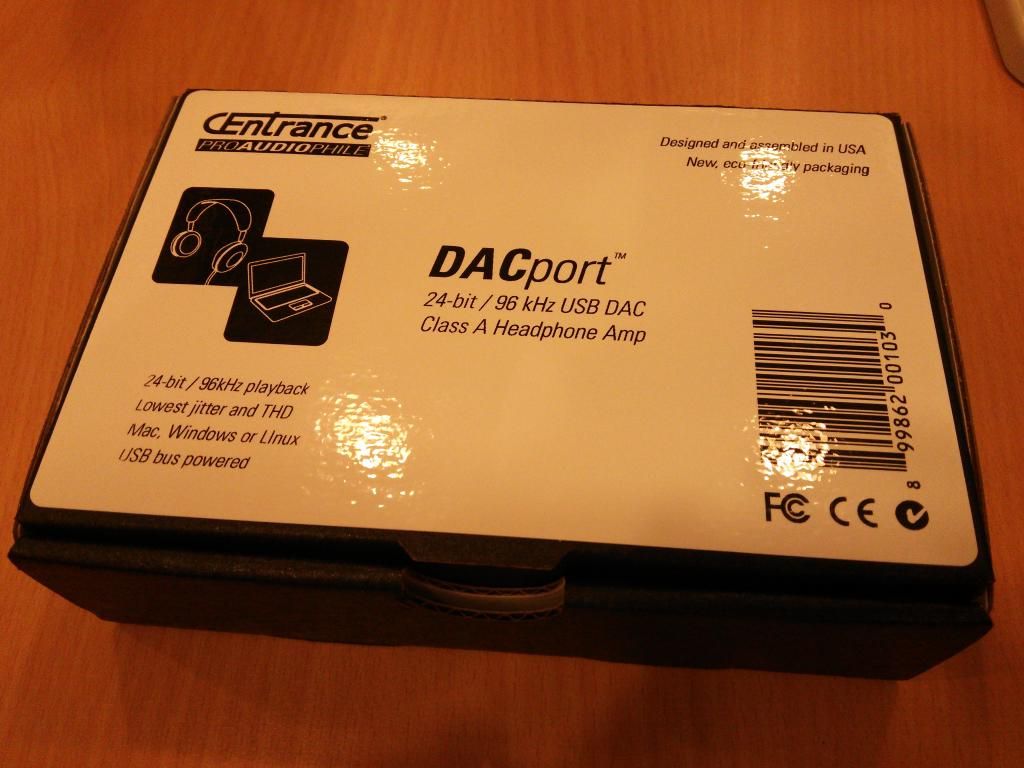 CEntrance®
PROAUDIOPHILE
Designed and assembled in USA
New, eco-friendly packaging
DACport™
24-bit / 96 kHz USB DAC
Class A Headphone Amp
24-bit / 96kHz playback
Lowest jitter and THD
Mac, Windows or LInux
USB bus powered
8 99862 00103 0
FC CE